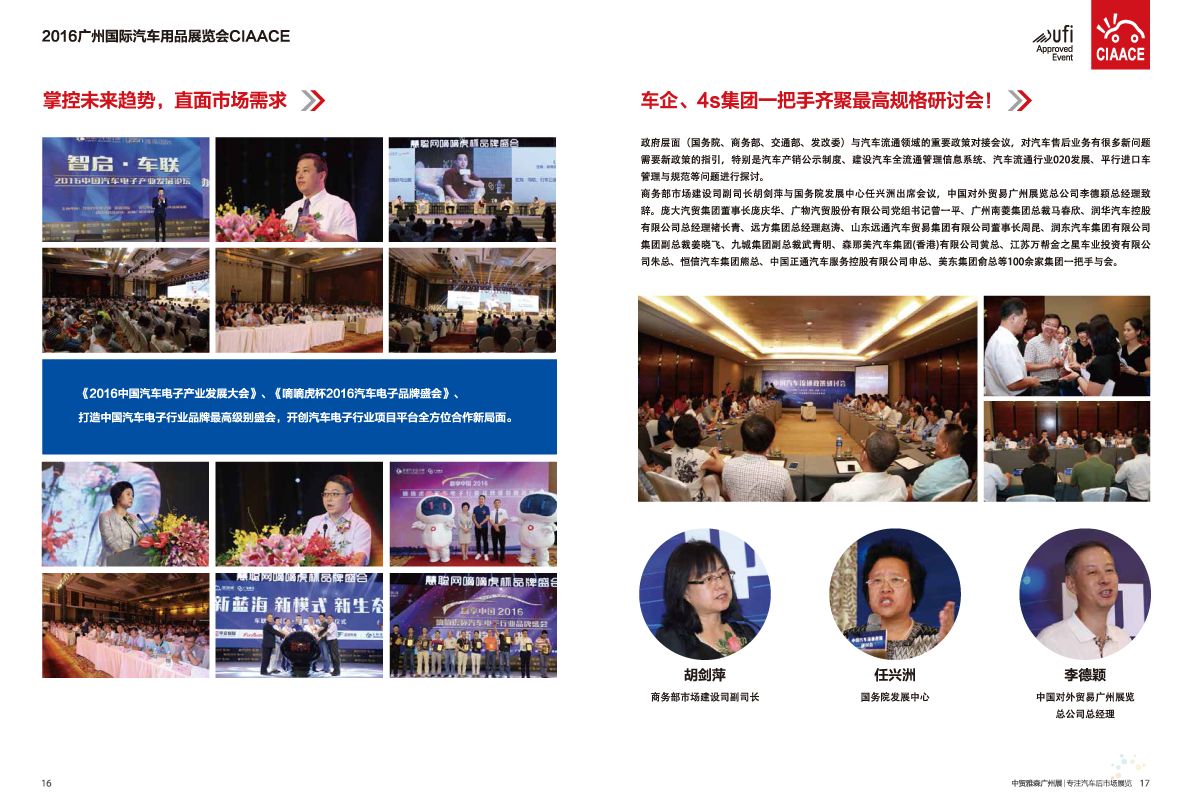 2016广州国际汽车用品展览会CIAACE
ufi
Approved
Event
CIAACE
掌控未来趋势，直面市场需求
智启·车联
2016中国汽车电子产业发展论坛
慧聪网嘀嘀虎杯品牌盛会
《2016中国汽车电子产业发展大会》、《嘀嘀虎杯2016汽车电子品牌盛会》、
打造中国汽车电子行业品牌最高级别盛会，开创汽车电子行业项目平台全方位合作新局面。
慧聪网嘀嘀虎杯品牌盛会
新蓝海 新模式 新生态
慧聪网嘀嘀虎杯品牌盛会
中国 2016
嘀嘀虎杯汽车电子行业品牌盛会
16
车企、4s集团一把手齐聚最高规格研讨会！
政府层面（国务院、商务部、交通部、发改委）与汽车流通领域的重要政策对接会议，对汽车售后业务有很多新问题
需要新政策的指引，特别是汽车产销公示制度、建设汽车全流通管理信息系统、汽车流通行业020发展、平行进口车
管理与规范等问题进行探讨。
商务部市场建设司副司长胡剑萍与国务院发展中心任兴洲出席会议，中国对外贸易广州展览总公司李德颖总经理致
辞。庞大汽贸集团董事长庞庆华、广物汽贸股份有限公司党组书记曾一平、广州南菱集团总裁马春欣、润华汽车控股
有限公司总经理褚长青、远方集团总经理赵涛、山东远通汽车贸易集团有限公司董事长周昆、润东汽车集团有限公司
集团副总裁姜晓飞、九城集团副总裁武青明、森那美汽车集团(香港)有限公司黄总、江苏万帮金之星车业投资有限公
司朱总、恒信汽车集团熊总、中国正通汽车服务控股有限公司申总、美东集团俞总等100余家集团一把手与会。
中国汽车流通政策研讨会
胡剑萍
商务部市场建设司副司长
任兴洲
国务院发展中心
李德颖
中国对外贸易广州展览
总公司总经理
中贸雅森广州展|专注汽车后市场展览 17